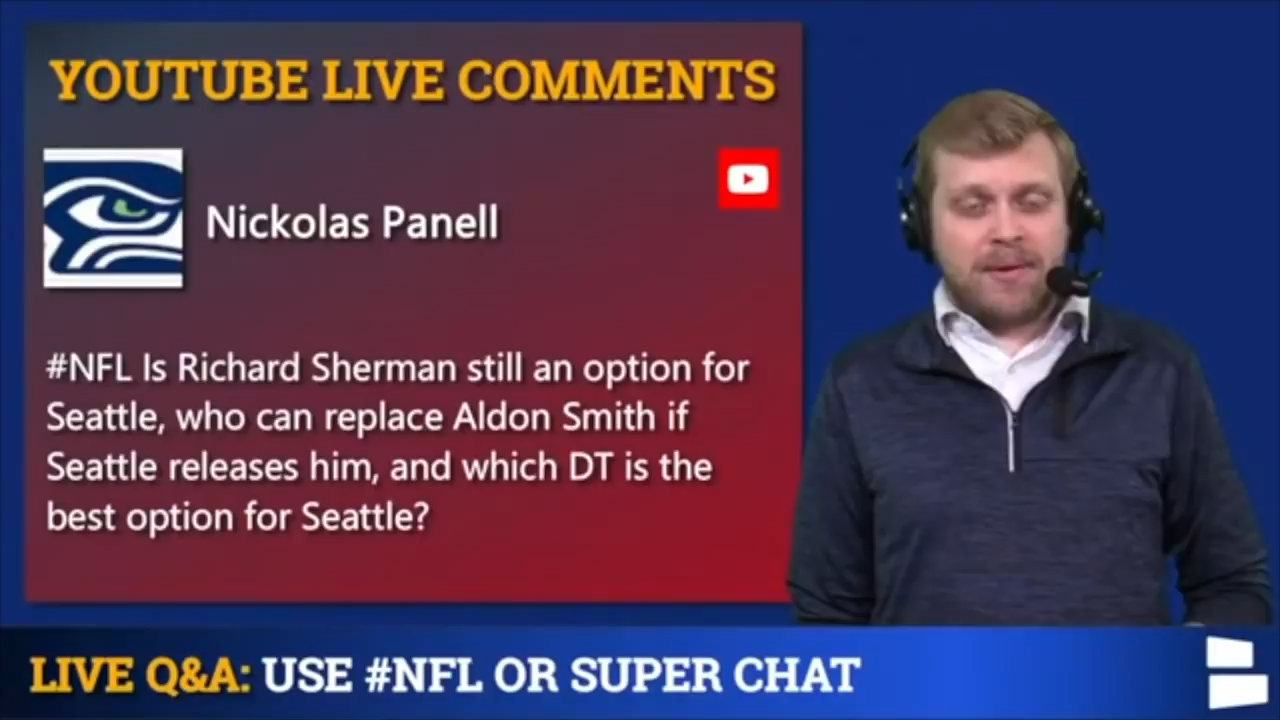 YOUTUBE LIVE COMMENTS
Nickolas Panell
#NFL Is Richard Sherman still an option for
Seattle, who can replace Aldon Smith if
Seattle releases him, and which DT is the
best option for Seattle?
LIVE Q&A: USE #NFL OR SUPER CHAT